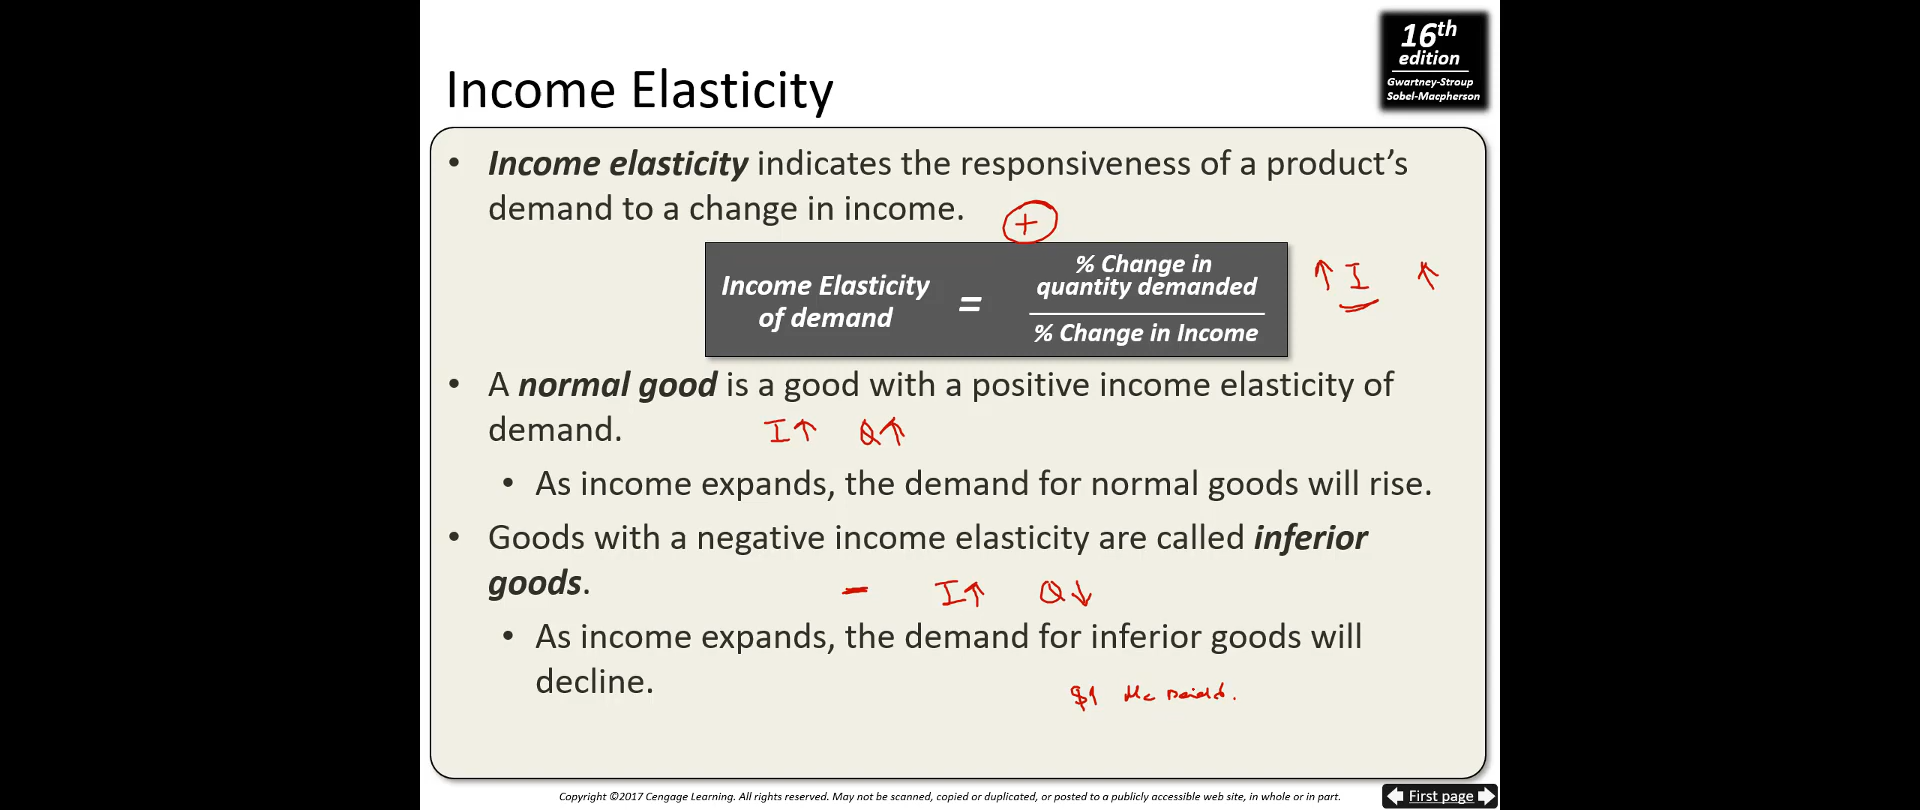 16th
edition
Gwartney-Stroup
Sobel-Macpherson
Income Elasticity
• Income elasticity indicates the responsiveness of a product’s
demand to a change in income.
+
Income Elasticity
of demand
=
% Change in
quantity demanded
% Change in Income
↑ I ↑
• A normal good is a good with a positive income elasticity of
demand.
I↑ Q↑
• As income expands, the demand for normal goods will rise.
• Goods with a negative income elasticity are called inferior
goods.
– I↑ Q↓
• As income expands, the demand for inferior goods will
decline.
$1 Mc
Copyright ©2017 Cengage Learning. All rights reserved. May not be scanned, copied or duplicated, or posted to a publicly accessible web site, in whole or in part.
First page